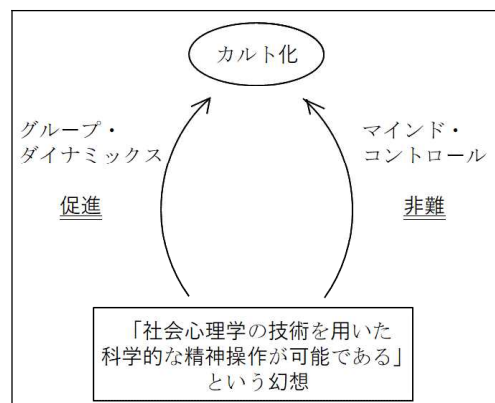 カルト化
グループ・
ダイナミックス
促進
マインド・
コントロール
非難
「社会心理学の技術を用いた
科学的な精神操作が可能である」
という幻想